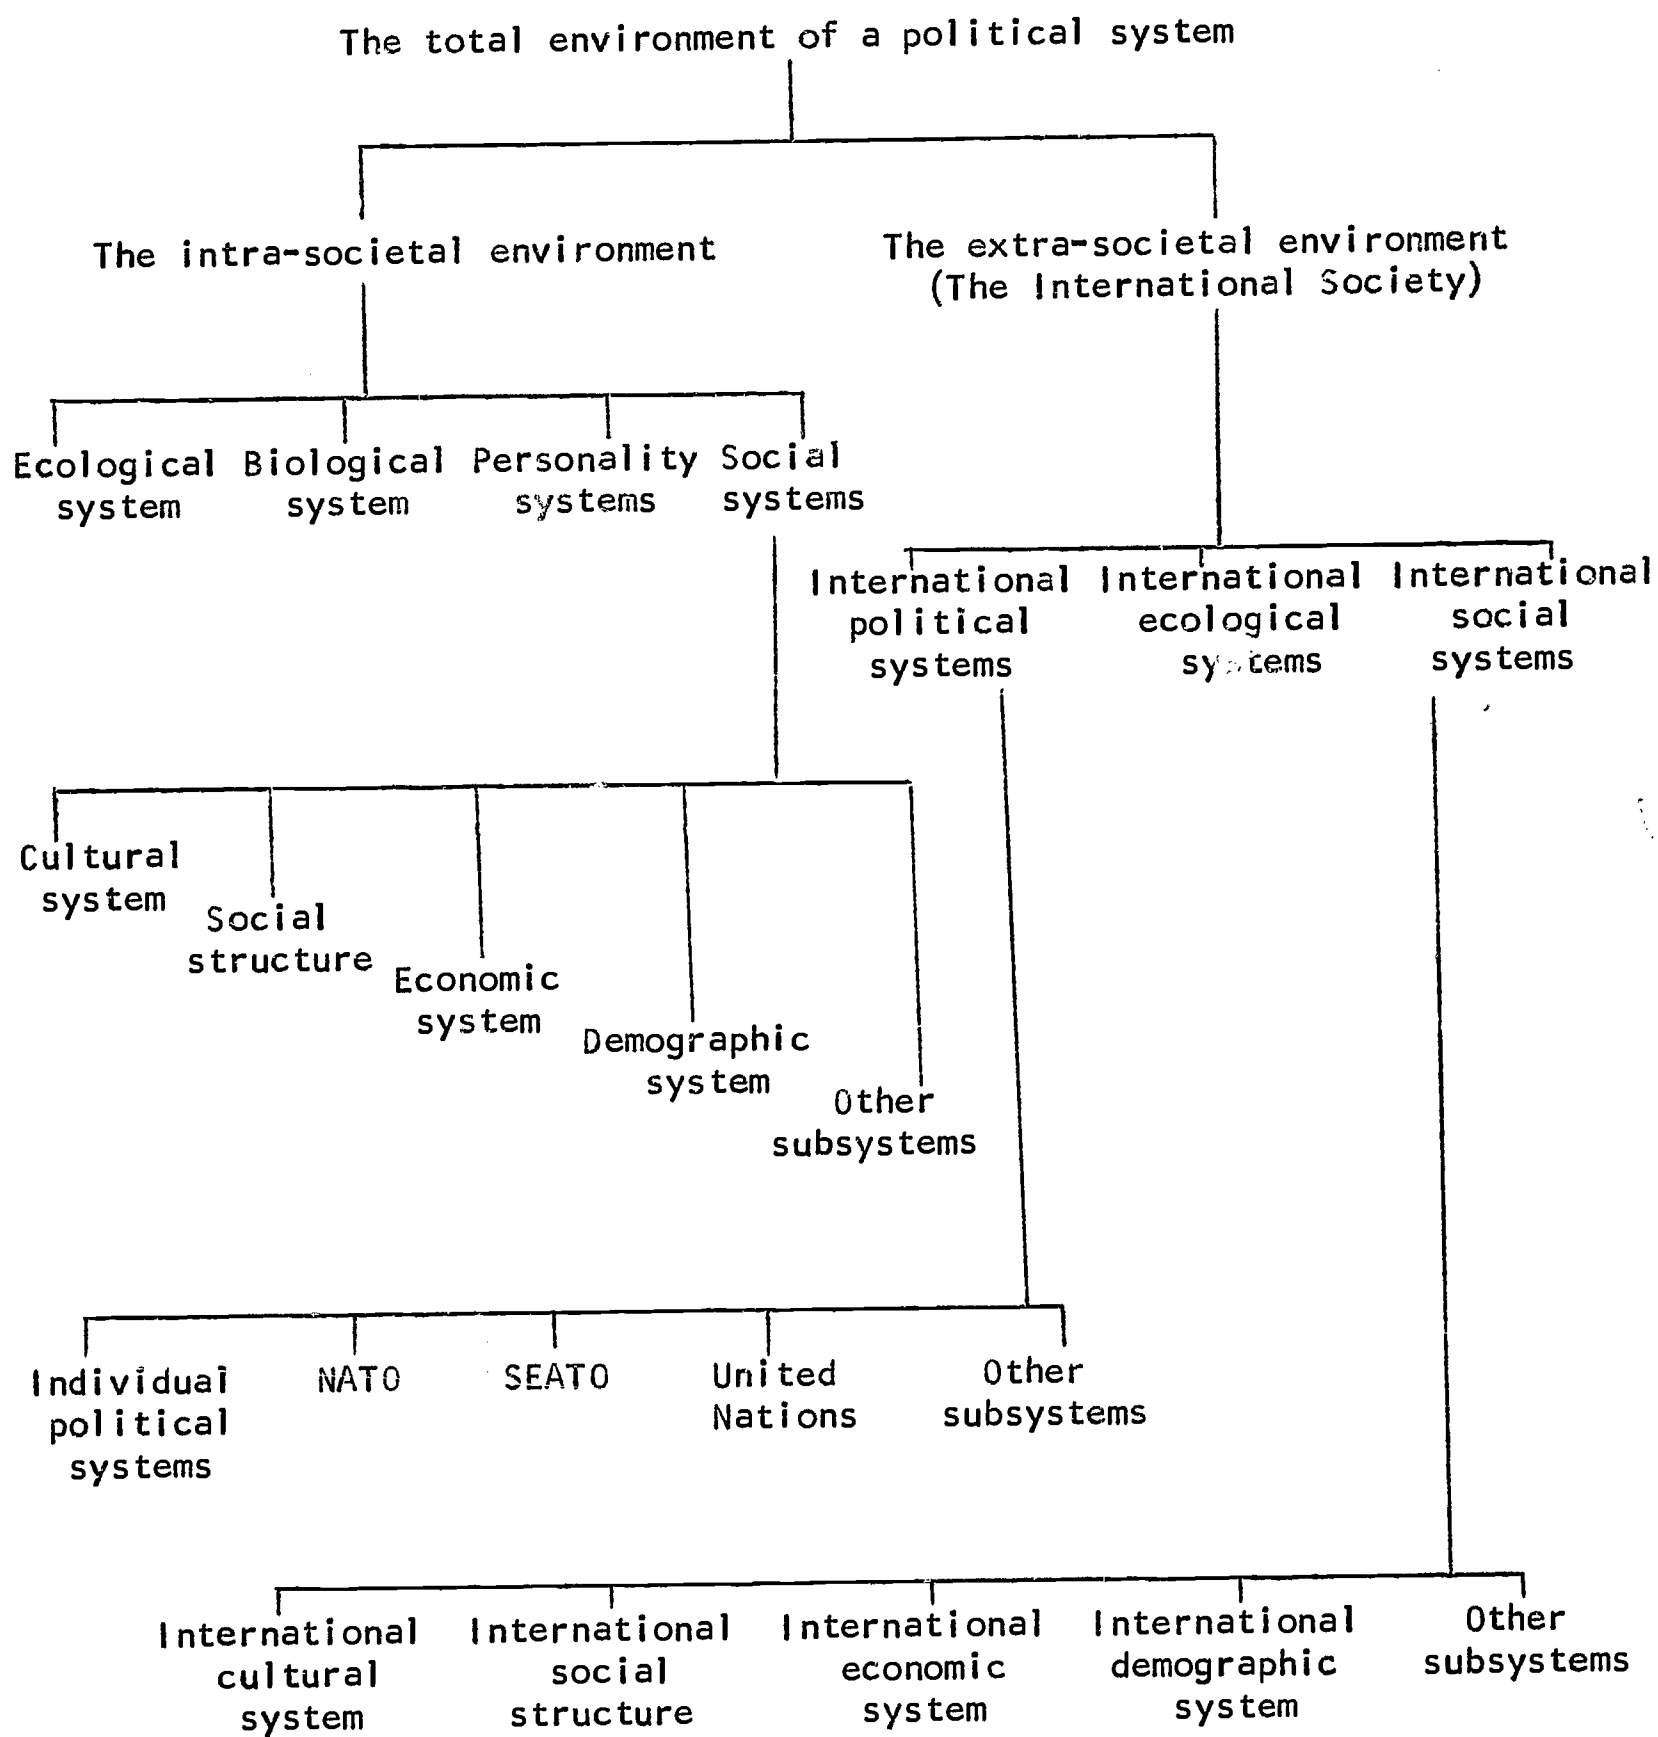 The total environment of a political system
The intra-societal environment
The extra-societal environment
(The International Society)
Ecological
system
Biological
system
Personality
systems
Social
systems
International
political
systems
International
ecological
systems
International
social
systems
Cultural
system
Social
structure
Economic
system
Demographic
system
Other
subsystems
Individual
political
systems
NATO
SEATO
United
Nations
Other
subsystems
International
cultural
system
International
social
structure
International
economic
system
International
demographic
system
Other
subsystems